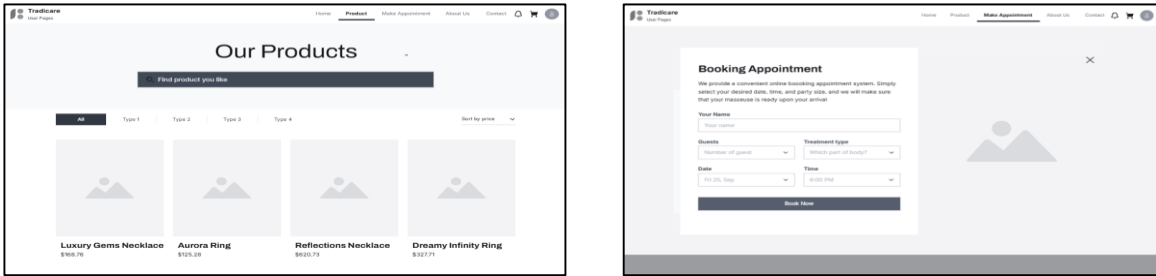 Tradicare
User Pages
Home Product Make Appointment About Us Contact
Our Products
Find product you like
All Type 1 Type 2 Type 3 Type 4 Sort by price
Luxury Gems Necklace Aurora Ring Reflections Necklace Dreamy Infinity Ring
$168.76 $125.28 $620.73 $327.71
Tradicare
User Pages
Home Product Make Appointment About Us Contact
Booking Appointment
We provide a convenient online boooking appointment system. Simply
select your desired date, time, and party size, and we will make sure
that your masseuse is ready upon your arrival
Your Name
Your name
Guests Treatment type
Number of guest Which part of body?
Date Time
Fri 25, Sep 6:00 PM
Book Now